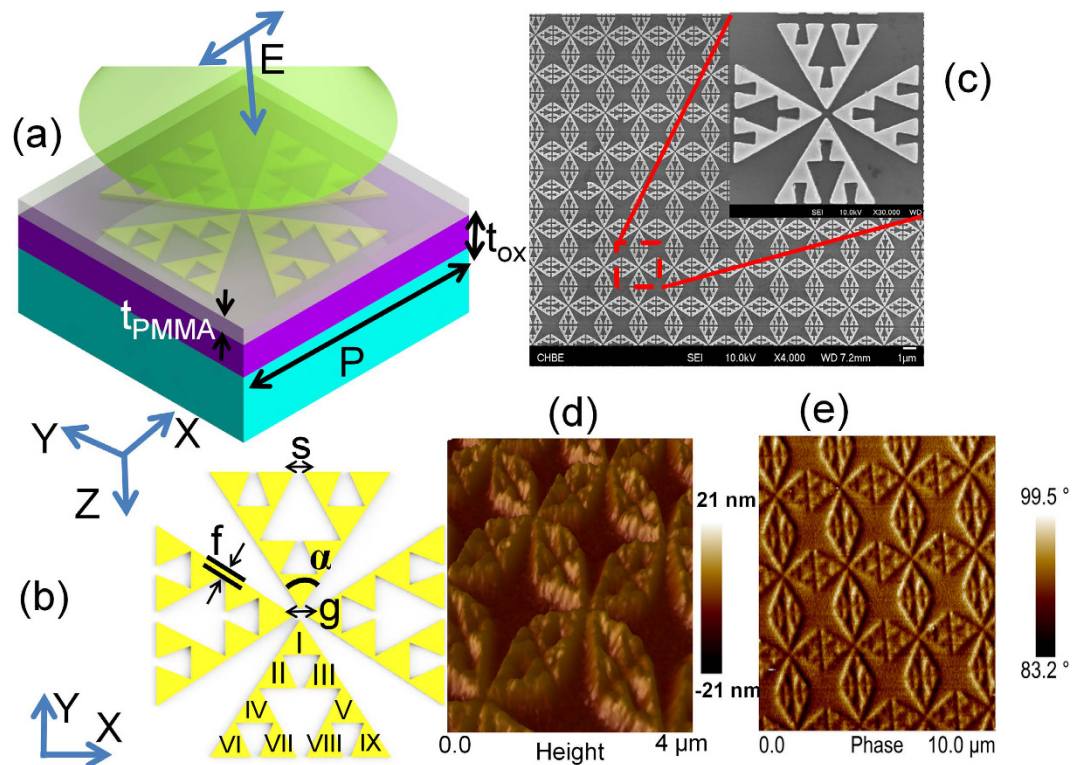 (a)
E
t_ox
t_PMMA
P
Y
X
Z
(c)
SEI 10.0kV X30,000 WD
CHBE SEI 10.0kV X4,000 WD 7.2mm 1µm
(b)
s
f
α
g
I
II III
IV V
VI VII VIII IX
Y
X
(d)
21 nm
-21 nm
0.0 Height 4 µm
(e)
99.5 °
83.2 °
0.0 Phase 10.0 µm